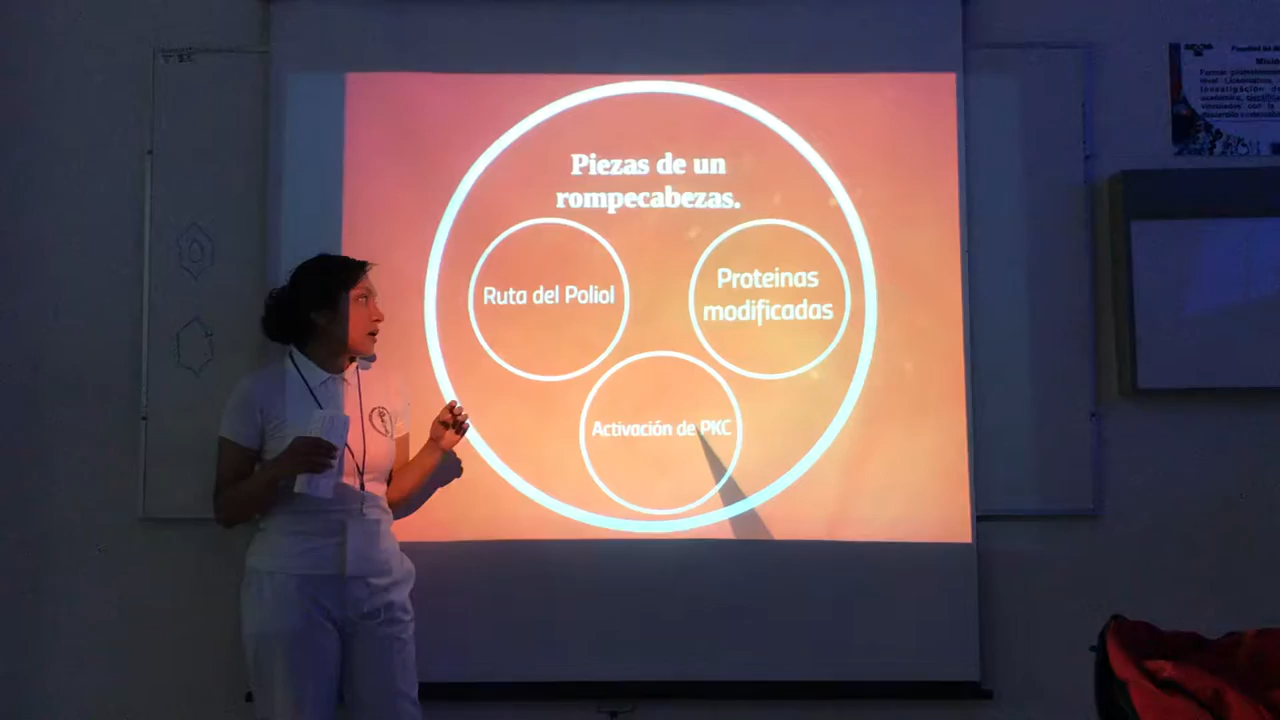 Piezas de un
rompecabezas.
Ruta del Poliol
Proteinas
modificadas
Activación de PKC